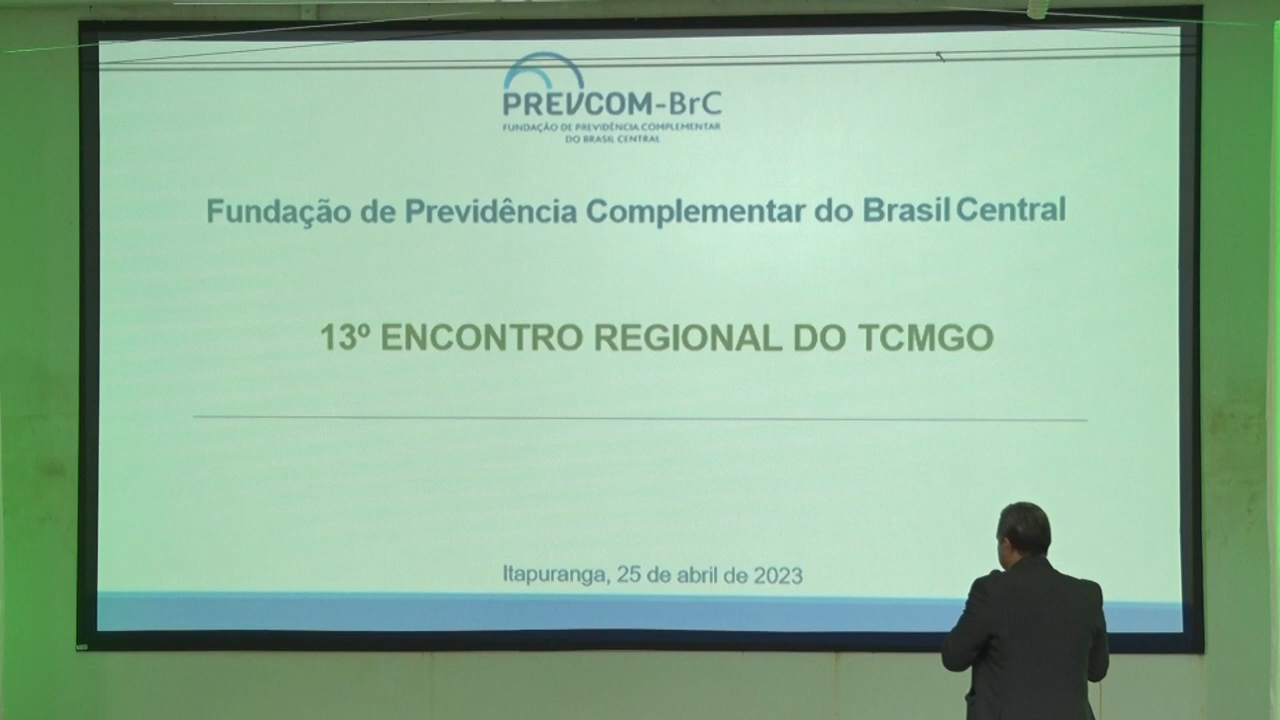 PREVCOM-BrC
FUNDAÇÃO DE PREVIDÊNCIA COMPLEMENTAR
DO BRASIL CENTRAL
Fundação de Previdência Complementar do Brasil Central
13º ENCONTRO REGIONAL DO TCMGO
Itapuranga, 25 de abril de 2023